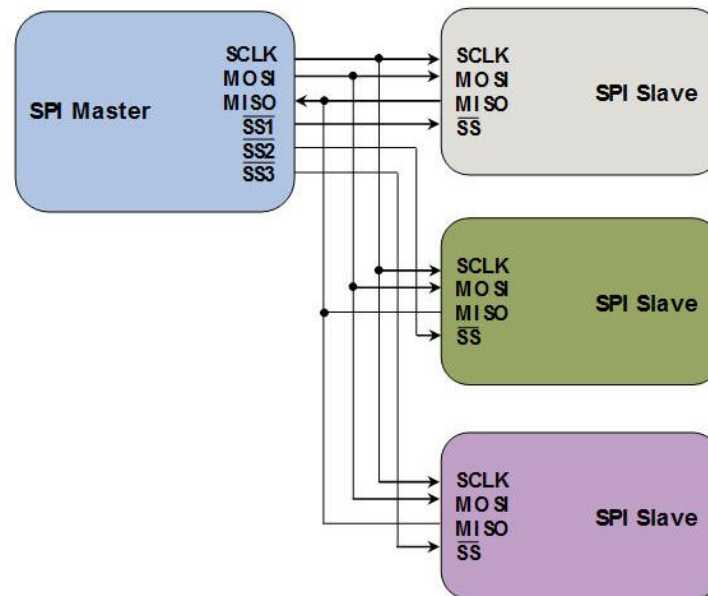 SPI Master
SCLK
MOSI
MISO
SS1
SS2
SS3
SCLK
MOSI
MISO
SS
SPI Slave
SCLK
MOSI
MISO
SS
SPI Slave
SCLK
MOSI
MISO
SS
SPI Slave